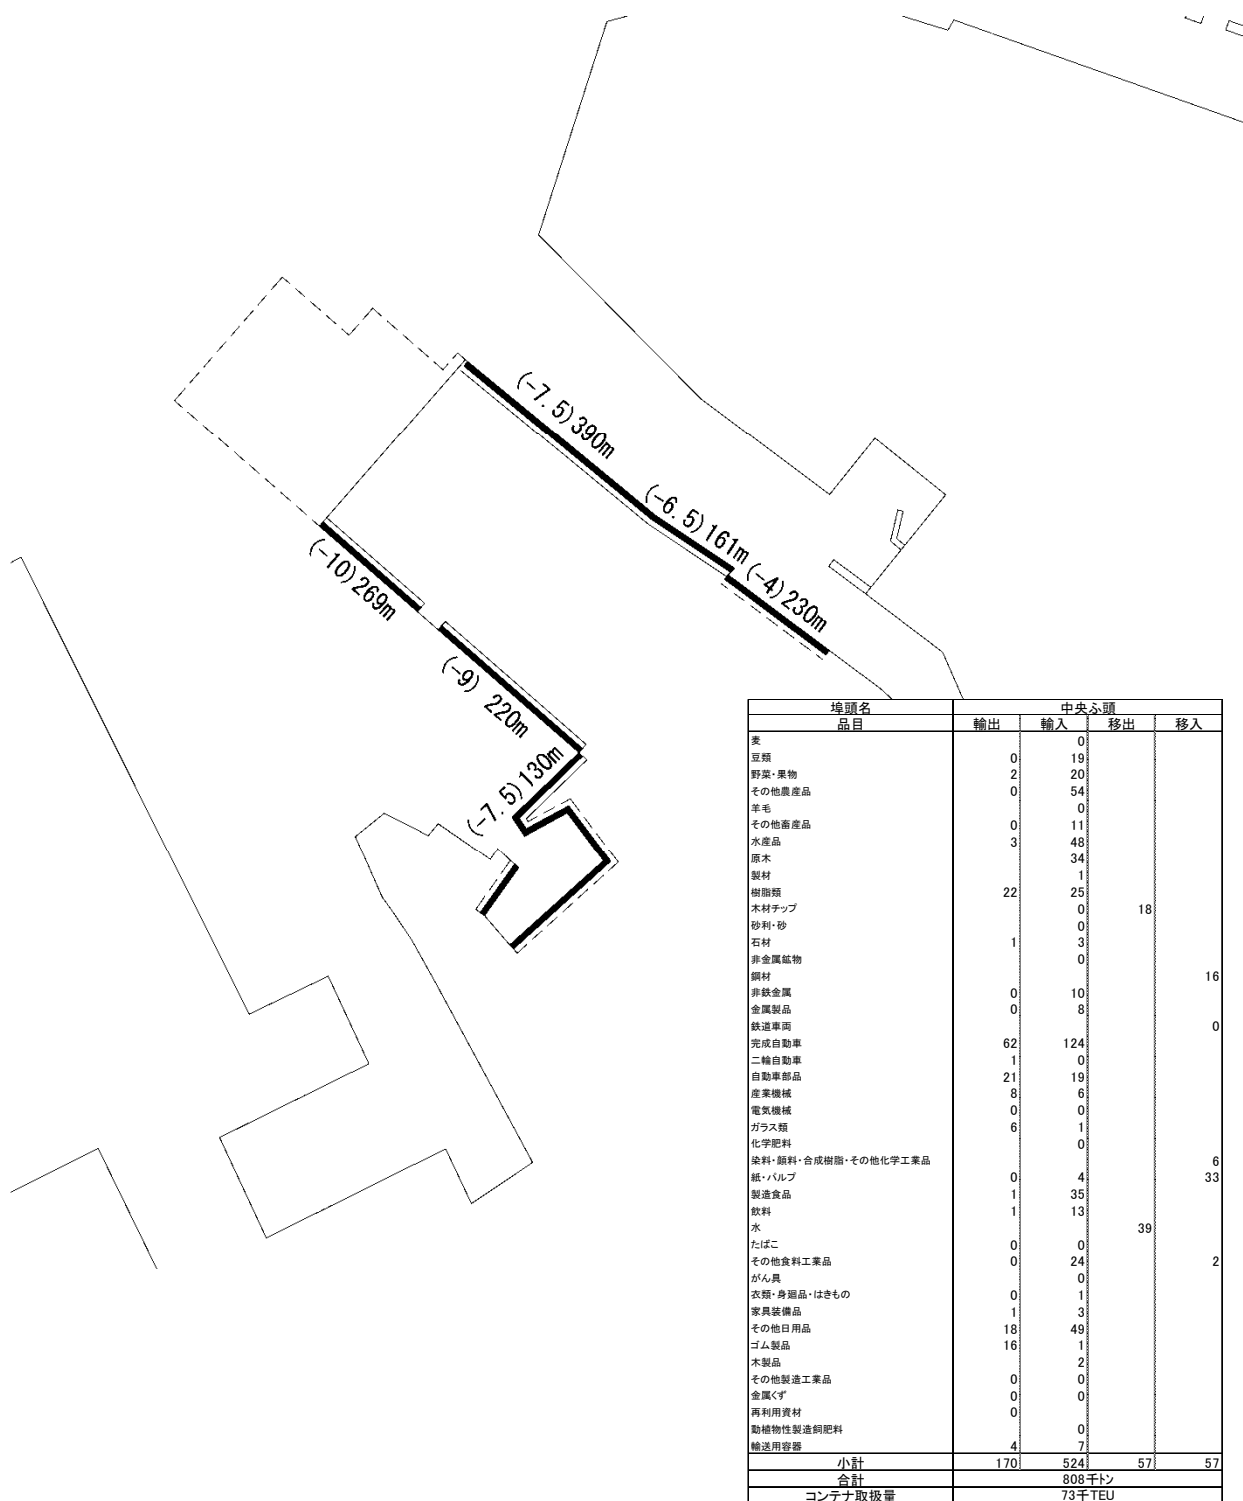 (-7.5)390m
(-6.5)161m
(-4)230m
(-10)269m
(-9) 220m
(-7.5)130m
埠頭名 中央ふ頭
品目 輸出 輸入 移出 移入
麦 0
豆類 0 19
野菜・果物 2 20
その他農産品 0 54
羊毛 0
その他畜産品 0 11
水産品 3 48
原木 34
製材 1
樹脂類 22 25
木材チップ 0 18
砂利・砂 0
石材 1 3
非金属鉱物 0
鋼材 16
非鉄金属 0 10
金属製品 0 8
鉄道車両 0
完成自動車 62 124
二輪自動車 1 0
自動車部品 21 19
産業機械 8 6
電気機械 0 0
ガラス類 6 1
化学肥料 0
染料・顔料・合成樹脂・その他化学工業品 6
紙・パルプ 0 4 33
製造食品 1 35
飲料 1 13
水 39
たばこ 0 0
その他食料工業品 0 24 2
がん具 0
衣類・身廻品・はきもの 0 1
家具装備品 1 3
その他日用品 18 49
ゴム製品 16 1
木製品 2
その他製造工業品 0 0
金属くず 0 0
再利用資材 0
動植物性製造飼肥料 0
輸送用容器 4 7
小計 170 524 57 57
合計 808千トン
コンテナ取扱量 73千TEU